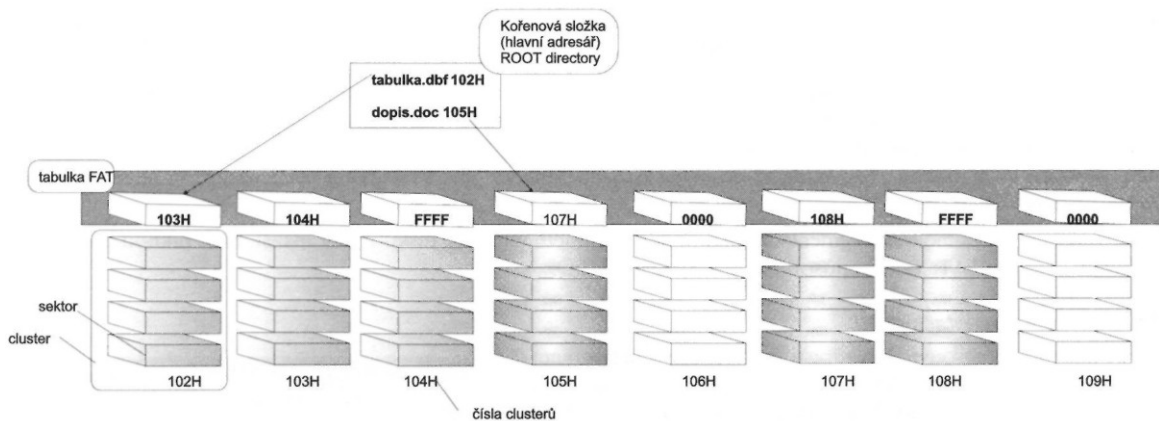 Kořenová složka
(hlavní adresář)
ROOT directory
tabulka.dbf 102H
dopis.doc 105H
tabulka FAT
103H 104H FFFF 107H 0000 108H FFFF 0000
sektor
cluster
102H 103H 104H 105H 106H 107H 108H 109H
čísla clusterů